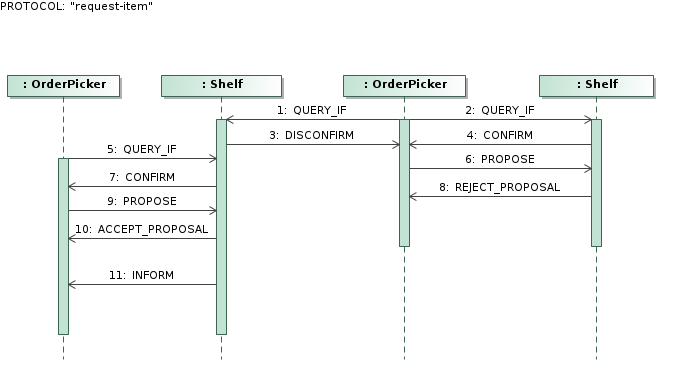 PROTOCOL: "request-item"
: OrderPicker
: Shelf
: OrderPicker
: Shelf
1: QUERY_IF
2: QUERY_IF
3: DISCONFIRM
4: CONFIRM
5: QUERY_IF
6: PROPOSE
7: CONFIRM
8: REJECT_PROPOSAL
9: PROPOSE
10: ACCEPT_PROPOSAL
11: INFORM